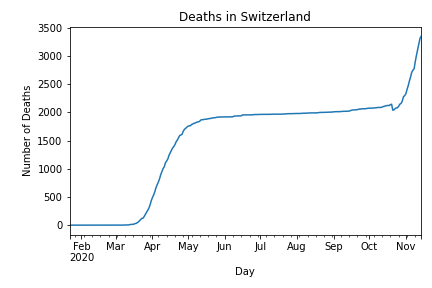 Deaths in Switzerland
Number of Deaths
3500
3000
2500
2000
1500
1000
500
0
Feb Mar Apr May Jun Jul Aug Sep Oct Nov
2020
Day